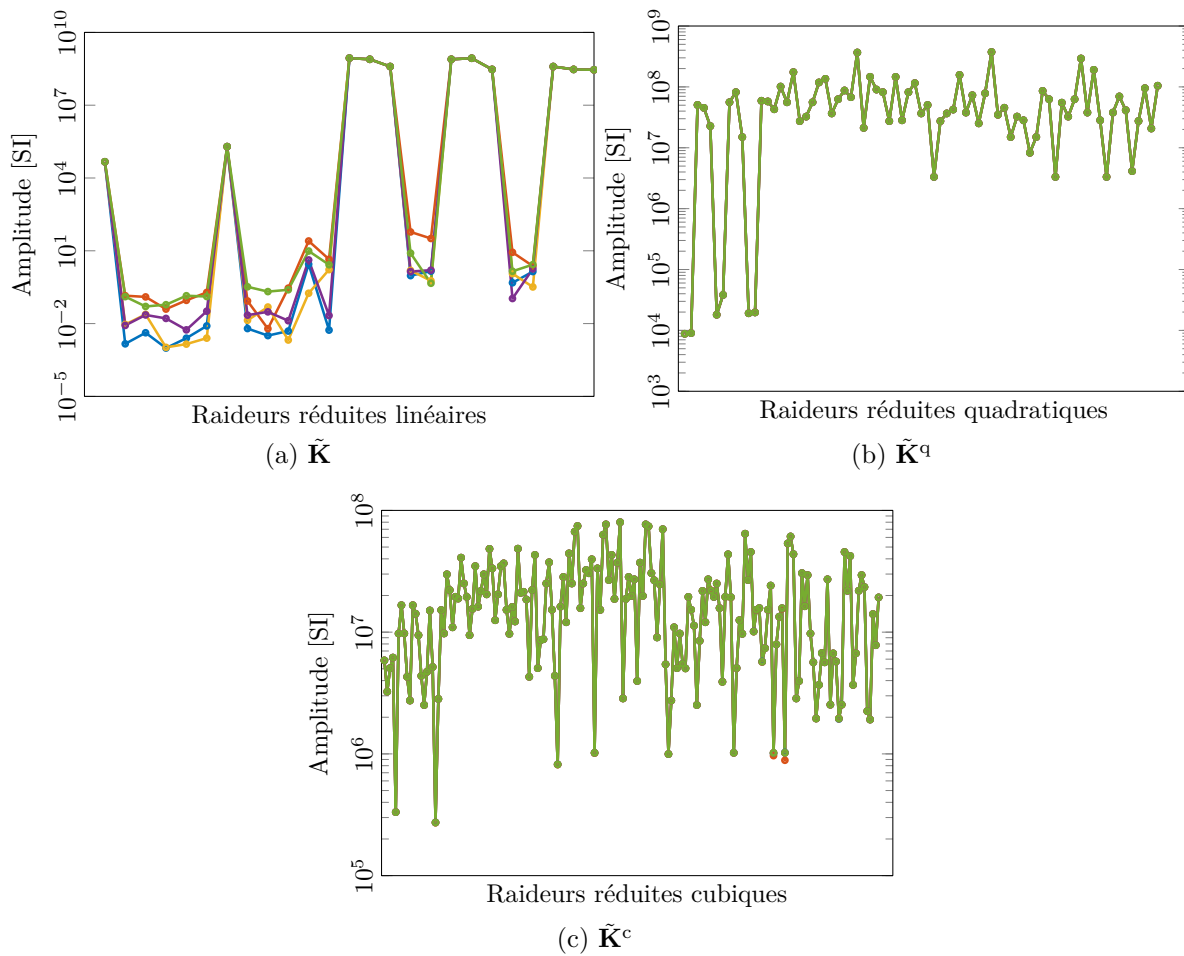 10^10
10^7
10^4
10^1
10^−2
10^−5
Amplitude [SI]
Raideurs réduites linéaires
(a) K̃
10^9
10^8
10^7
10^6
10^5
10^4
10^3
Amplitude [SI]
Raideurs réduites quadratiques
(b) K̃^q
10^8
10^7
10^6
10^5
Amplitude [SI]
Raideurs réduites cubiques
(c) K̃^c